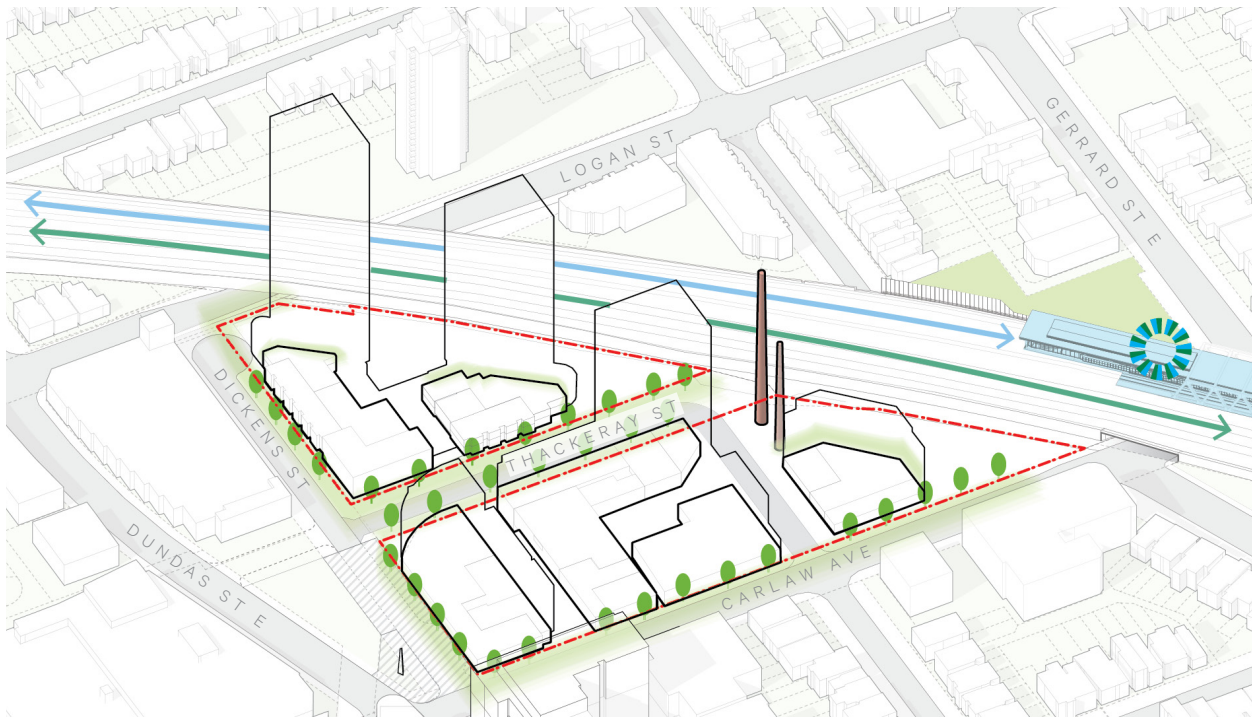 LOGAN ST
GERRARD ST E
DICKENS ST
THACKERAY ST
DUNDAS ST E
CARLAW AVE